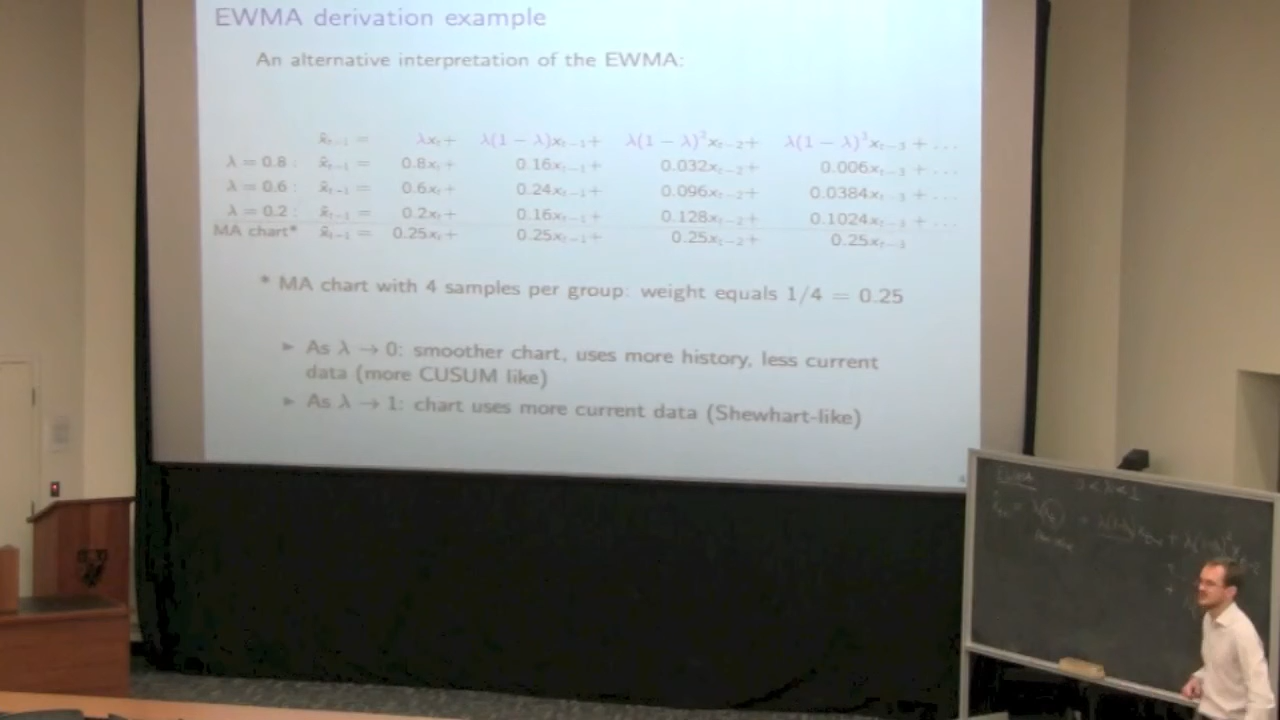 EWMA derivation example
An alternative interpretation of the EWMA:
x̂ₜ₋₁ = λxₜ+ λ(1 − λ)xₜ₋₁+ λ(1 − λ)²xₜ₋₂+ λ(1 − λ)³xₜ₋₃ + ...
λ = 0.8 : x̂ₜ₋₁ = 0.8xₜ+ 0.16xₜ₋₁+ 0.032xₜ₋₂+ 0.006xₜ₋₃ + ...
λ = 0.6 : x̂ₜ₋₁ = 0.6xₜ+ 0.24xₜ₋₁+ 0.096xₜ₋₂+ 0.0384xₜ₋₃ + ...
λ = 0.2 : x̂ₜ₋₁ = 0.2xₜ+ 0.16xₜ₋₁+ 0.128xₜ₋₂+ 0.1024xₜ₋₃ + ...
MA chart* x̂ₜ₋₁ = 0.25xₜ+ 0.25xₜ₋₁+ 0.25xₜ₋₂+ 0.25xₜ₋₃
* MA chart with 4 samples per group: weight equals 1/4 = 0.25
► As λ → 0: smoother chart, uses more history, less current
data (more CUSUM like)
► As λ → 1: chart uses more current data (Shewhart-like)
EWMA